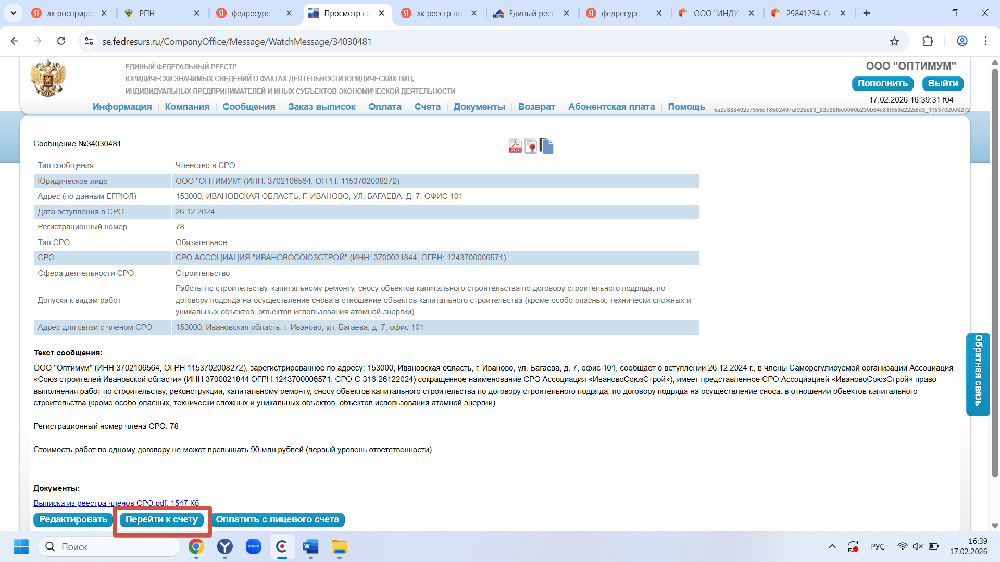 лк росприро
РПН
федресурс —
Просмотр со
лк реестр но
Единый реес
федресурс —
ООО "ИНДУС
29841234. Со
se.fedresurs.ru/CompanyOffice/Message/WatchMessage/34030481
ЕДИНЫЙ ФЕДЕРАЛЬНЫЙ РЕЕСТР
ЮРИДИЧЕСКИ ЗНАЧИМЫХ СВЕДЕНИЙ О ФАКТАХ ДЕЯТЕЛЬНОСТИ ЮРИДИЧЕСКИХ ЛИЦ,
ИНДИВИДУАЛЬНЫХ ПРЕДПРИНИМАТЕЛЕЙ И ИНЫХ СУБЪЕКТОВ ЭКОНОМИЧЕСКОЙ ДЕЯТЕЛЬНОСТИ
ООО "ОПТИМУМ"
Пополнить Выйти
17.02.2026 16:39:31 f04
Информация Компания Сообщения Заказ выписок Оплата Счета Документы Возврат Абонентская плата Помощь
5a2e88d492c7555e18502497af92bb03_02e00f6e0060b230b64c81f353d222dfd3_1153702008272
Сообщение №34030481
PDF
Тип сообщения Членство в СРО
Юридическое лицо ООО "ОПТИМУМ" (ИНН: 3702106564, ОГРН: 1153702008272)
Адрес (по данным ЕГРЮЛ) 153000, ИВАНОВСКАЯ ОБЛАСТЬ, Г. ИВАНОВО, УЛ. БАГАЕВА, Д. 7, ОФИС 101
Дата вступления в СРО 26.12.2024
Регистрационный номер 78
Тип СРО Обязательное
СРО СРО АССОЦИАЦИЯ "ИВАНОВОСОЮЗСТРОЙ" (ИНН: 3700021844, ОГРН: 1243700006571)
Сфера деятельности СРО Строительство
Допуски к видам работ Работы по строительству, капитальному ремонту, сносу объектов капитального строительства по договору строительного подряда, по
договору подряда на осуществление снова в отношение объектов капитального строительства (кроме особо опасных, технически сложных и
уникальных объектов, объектов использования атомной энергии)
Адрес для связи с членом СРО 153000, Ивановская область, г. Иваново, ул. Багаева, д. 7, офис 101
Текст сообщения:
ООО "Оптимум" (ИНН 3702106564, ОГРН 1153702008272), зарегистрированное по адресу: 153000, Ивановская область, г. Иваново, ул. Багаева, д. 7, офис 101, сообщает о вступлении 26.12.2024 г., в члены Саморегулируемой организации Ассоциация
«Союз строителей Ивановской области» (ИНН 3700021844 ОГРН 1243700006571, СРО-С-316-26122024) сокращенное наименование СРО Ассоциация «ИвановоСоюзСтрой»), имеет представленное СРО Ассоциацией «ИвановоСоюзСтрой» право
выполнения работ по строительству, реконструкции, капитальному ремонту, сносу объектов капитального строительства по договору строительного подряда, по договору подряда на осуществление сноса: в отношении объектов капитального
строительства (кроме особо опасных, технически сложных и уникальных объектов, объектов использования атомной энергии).
Регистрационный номер члена СРО: 78
Стоимость работ по одному договору не может превышать 90 млн рублей (первый уровень ответственности)
Документы:
Выписка из реестра членов СРО.pdf, 1547 Кб
Редактировать Перейти к счету Оплатить с лицевого счета
Обратная связь
Поиск
zoom
РУС
16:39
17.02.2026